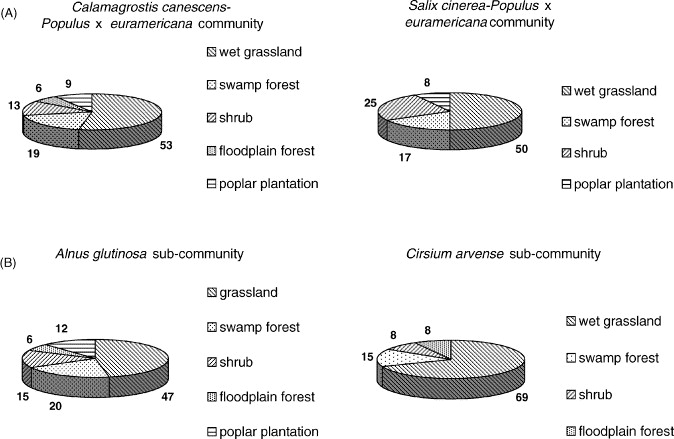 (A)
Calamagrostis canescens-
Populus x euramericana community
wet grassland
swamp forest
shrub
floodplain forest
poplar plantation
53
19
13
6
9
Salix cinerea-Populus x
euramericana community
wet grassland
swamp forest
shrub
poplar plantation
50
17
25
8
(B)
Alnus glutinosa sub-community
grassland
swamp forest
shrub
floodplain forest
poplar plantation
47
20
15
6
12
Cirsium arvense sub-community
wet grassland
swamp forest
shrub
floodplain forest
69
15
8
8